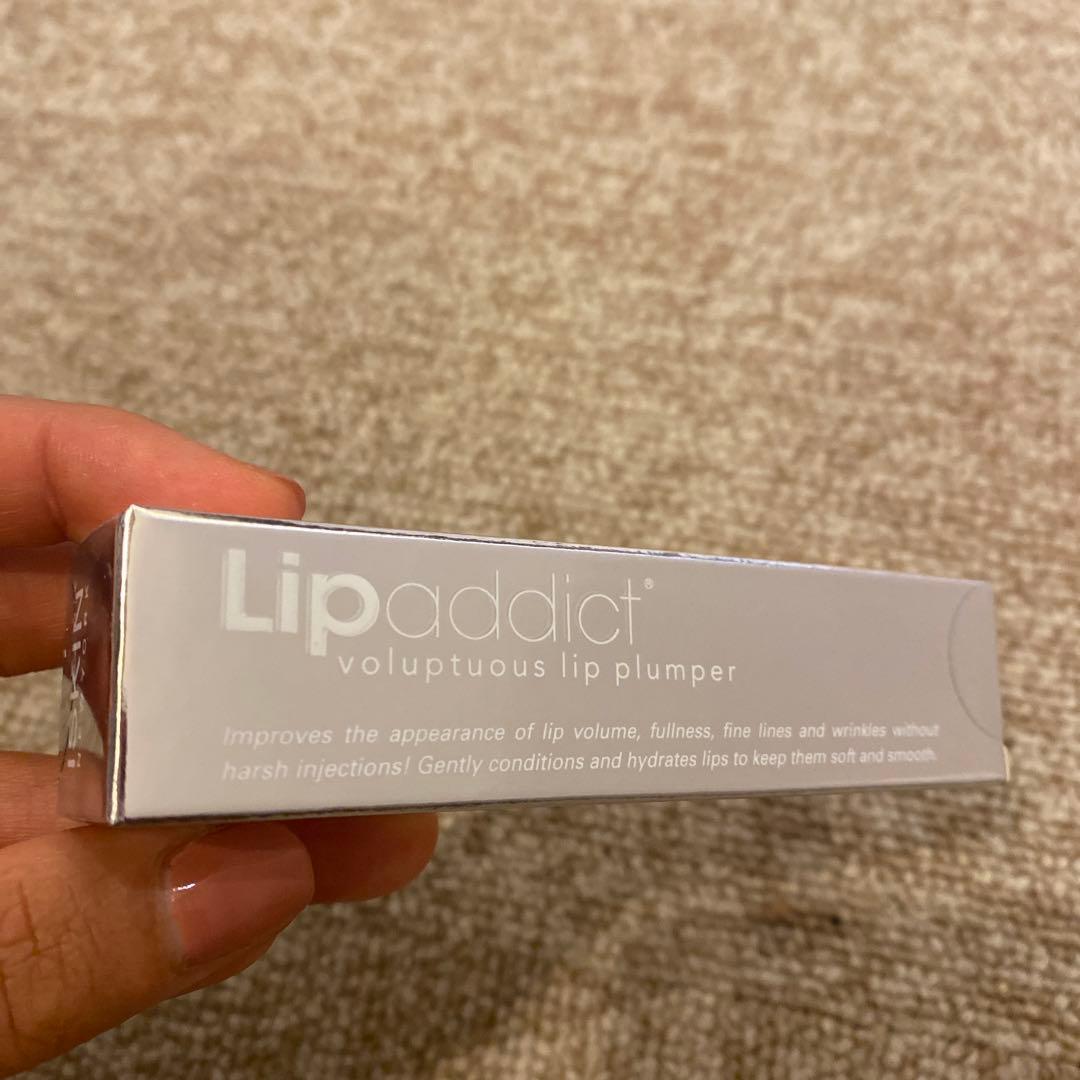 Lipaddict®
voluptuous lip plumper
Improves the appearance of lip volume, fullness, fine lines and wrinkles without
harsh injections! Gently conditions and hydrates lips to keep them soft and smooth.